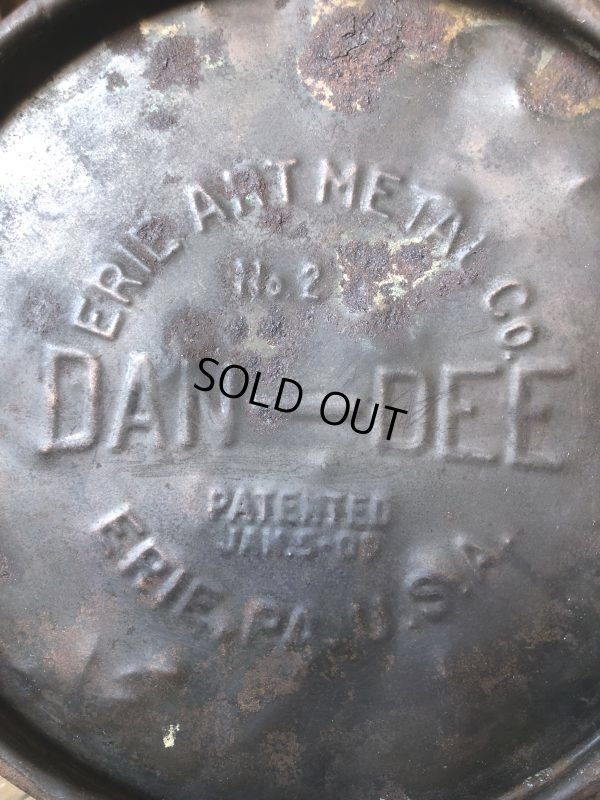 ERIE ART METAL Co.
No. 2
DAN-DEE
SOLD OUT
PATENTED
JAN. 5-09
ERIE, PA. U.S.A.